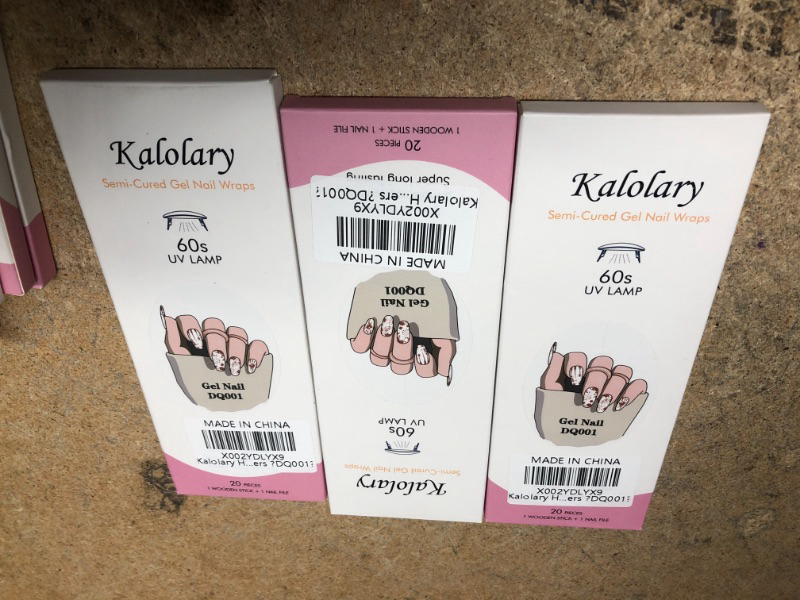 Kalolary
Semi-Cured Gel Nail Wraps
60s
UV LAMP
Gel Nail
DQ001
MADE IN CHINA
X002YDLYX9
Kalolary H...ers ?DQ001?
20 PIECES
1 WOODEN STICK + 1 NAIL FILE
Kalolary
Semi-Cured Gel Nail Wraps
60s
UV LAMP
Gel Nail
DQ001
MADE IN CHINA
X002YDLYX9
Kalolary H...ers ?DQ001?
Super long lasting
20 PIECES
1 WOODEN STICK + 1 NAIL FILE
Kalolary
Semi-Cured Gel Nail Wraps
60s
UV LAMP
Gel Nail
DQ001
MADE IN CHINA
X002YDLYX9
Kalolary H...ers ?DQ001?
20 PIECES
1 WOODEN STICK + 1 NAIL FILE